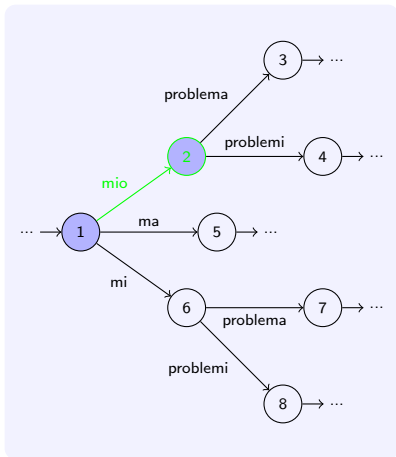 3 ...
problema
problemi
2 4 ...
mio
ma
... 1 5 ...
mi
6 7 ...
problema
problemi
8 ...